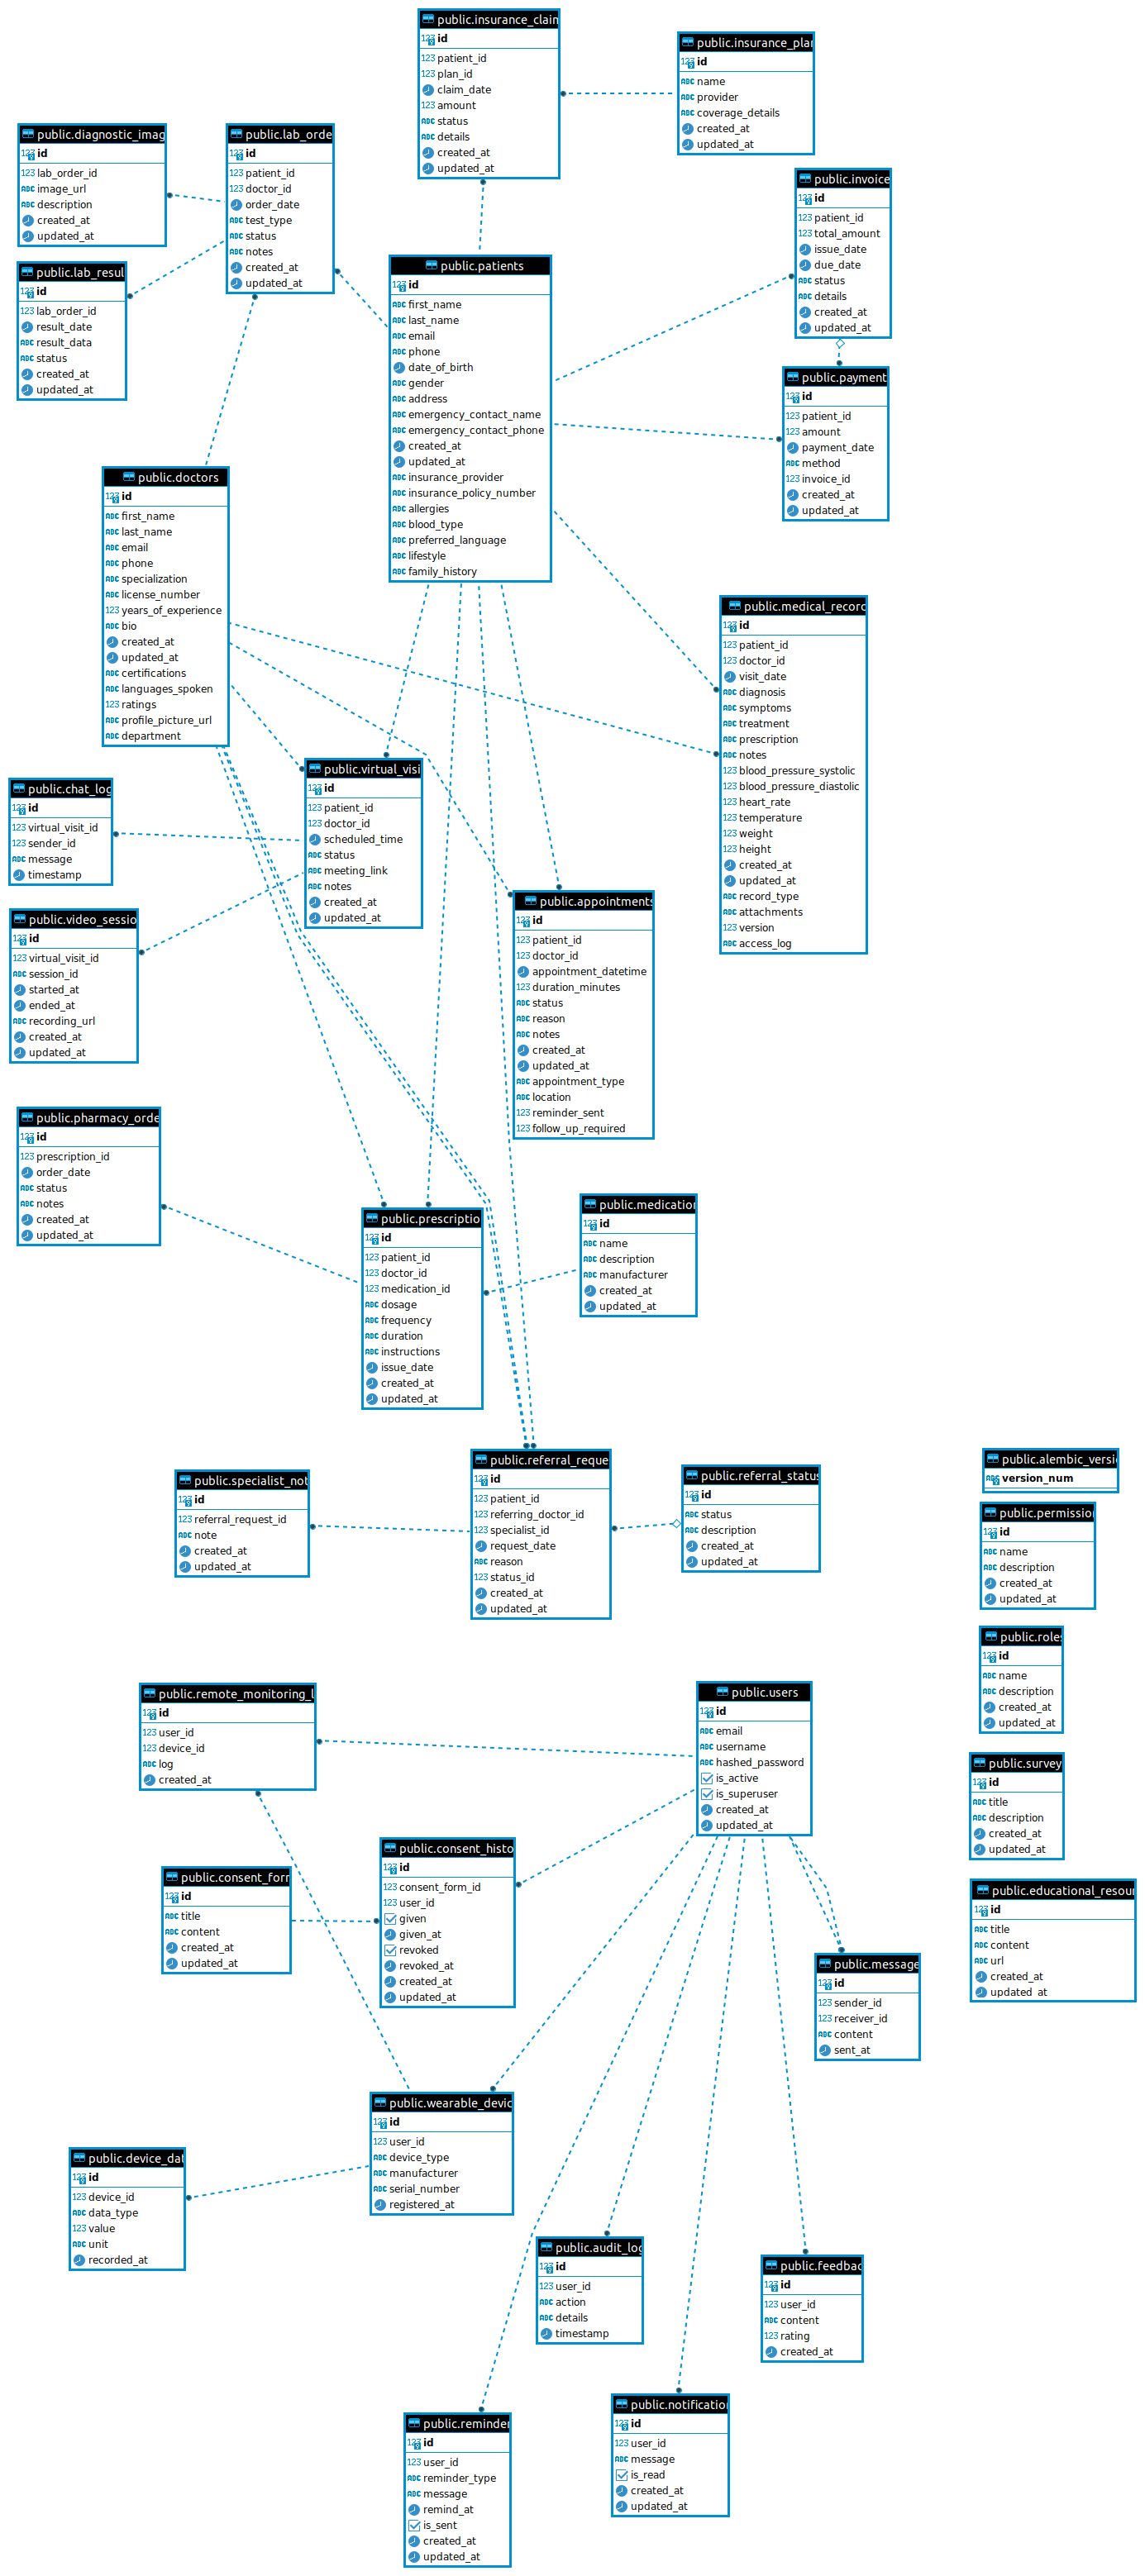 public.insurance_claim
id
patient_id
plan_id
claim_date
amount
status
details
created_at
updated_at
public.insurance_plan
id
name
provider
coverage_details
created_at
updated_at
public.diagnostic_imag
id
lab_order_id
image_url
description
created_at
updated_at
public.lab_orde
id
patient_id
doctor_id
order_date
test_type
status
notes
created_at
updated_at
public.invoice
id
patient_id
total_amount
issue_date
due_date
status
details
created_at
updated_at
public.lab_resul
id
lab_order_id
result_date
result_data
status
created_at
updated_at
public.patients
id
first_name
last_name
email
phone
date_of_birth
gender
address
emergency_contact_name
emergency_contact_phone
created_at
updated_at
insurance_provider
insurance_policy_number
allergies
blood_type
preferred_language
lifestyle
family_history
public.payment
id
patient_id
amount
payment_date
method
invoice_id
created_at
updated_at
public.doctors
id
first_name
last_name
email
phone
specialization
license_number
years_of_experience
bio
created_at
updated_at
certifications
languages_spoken
ratings
profile_picture_url
department
public.medical_record
id
patient_id
doctor_id
visit_date
diagnosis
symptoms
treatment
prescription
notes
blood_pressure_systolic
blood_pressure_diastolic
heart_rate
temperature
weight
height
created_at
updated_at
record_type
attachments
version
access_log
public.virtual_visi
id
patient_id
doctor_id
scheduled_time
status
meeting_link
notes
created_at
updated_at
public.chat_log
id
virtual_visit_id
sender_id
message
timestamp
public.video_sessio
id
virtual_visit_id
session_id
started_at
ended_at
recording_url
created_at
updated_at
public.appointments
id
patient_id
doctor_id
appointment_datetime
duration_minutes
status
reason
notes
created_at
updated_at
appointment_type
location
reminder_sent
follow_up_required
public.pharmacy_orde
id
prescription_id
order_date
status
notes
created_at
updated_at
public.prescriptio
id
patient_id
doctor_id
medication_id
dosage
frequency
duration
instructions
issue_date
created_at
updated_at
public.medication
id
name
description
manufacturer
created_at
updated_at
public.specialist_not
id
referral_request_id
note
created_at
updated_at
public.referral_reque
id
patient_id
referring_doctor_id
specialist_id
request_date
reason
status_id
created_at
updated_at
public.referral_status
id
status
description
created_at
updated_at
public.alembic_versio
version_num
public.permission
id
name
description
created_at
updated_at
public.roles
id
name
description
created_at
updated_at
public.remote_monitoring_l
id
user_id
device_id
log
created_at
public.users
id
email
username
hashed_password
is_active
is_superuser
created_at
updated_at
public.survey
id
title
description
created_at
updated_at
public.consent_form
id
title
content
created_at
updated_at
public.consent_histo
id
consent_form_id
user_id
given
given_at
revoked
revoked_at
created_at
updated_at
public.educational_resour
id
title
content
url
created_at
updated_at
public.message
id
sender_id
receiver_id
content
sent_at
public.wearable_devic
id
user_id
device_type
manufacturer
serial_number
registered_at
public.device_dat
id
device_id
data_type
value
unit
recorded_at
public.audit_log
id
user_id
action
details
timestamp
public.feedback
id
user_id
content
rating
created_at
public.notification
id
user_id
message
is_read
created_at
updated_at
public.reminder
id
user_id
reminder_type
message
remind_at
is_sent
created_at
updated_at